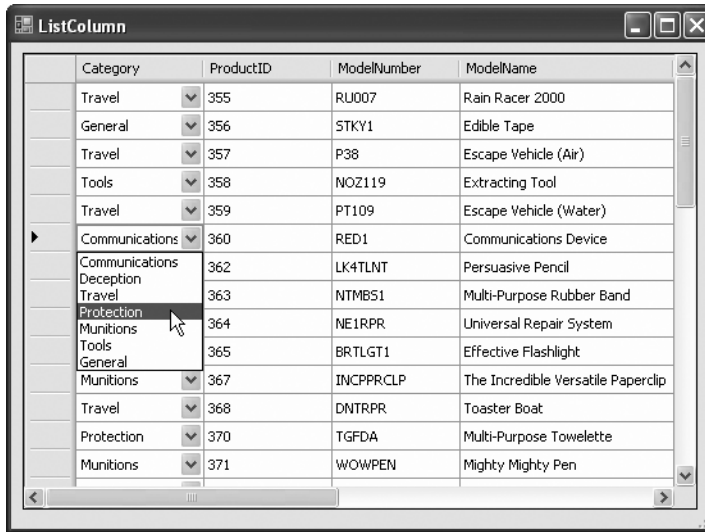 ListColumn
Category ProductID ModelNumber ModelName
Travel 355 RU007 Rain Racer 2000
General 356 STKY1 Edible Tape
Travel 357 P38 Escape Vehicle (Air)
Tools 358 NOZ119 Extracting Tool
Travel 359 PT109 Escape Vehicle (Water)
Communications 360 RED1 Communications Device
Communications 362 LK4TLNT Persuasive Pencil
Deception
Travel 363 NTMBS1 Multi-Purpose Rubber Band
Protection
Munitions 364 NE1RPR Universal Repair System
Tools 365 BRTLGT1 Effective Flashlight
General
Munitions 367 INCPPRCLP The Incredible Versatile Paperclip
Travel 368 DNTRPR Toaster Boat
Protection 370 TGFDA Multi-Purpose Towelette
Munitions 371 WOWPEN Mighty Mighty Pen